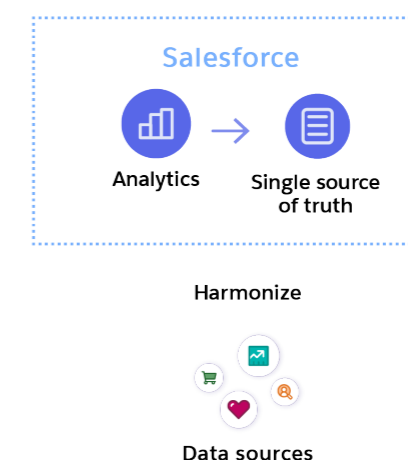 Salesforce
Analytics
Single source
of truth
Harmonize
Data sources